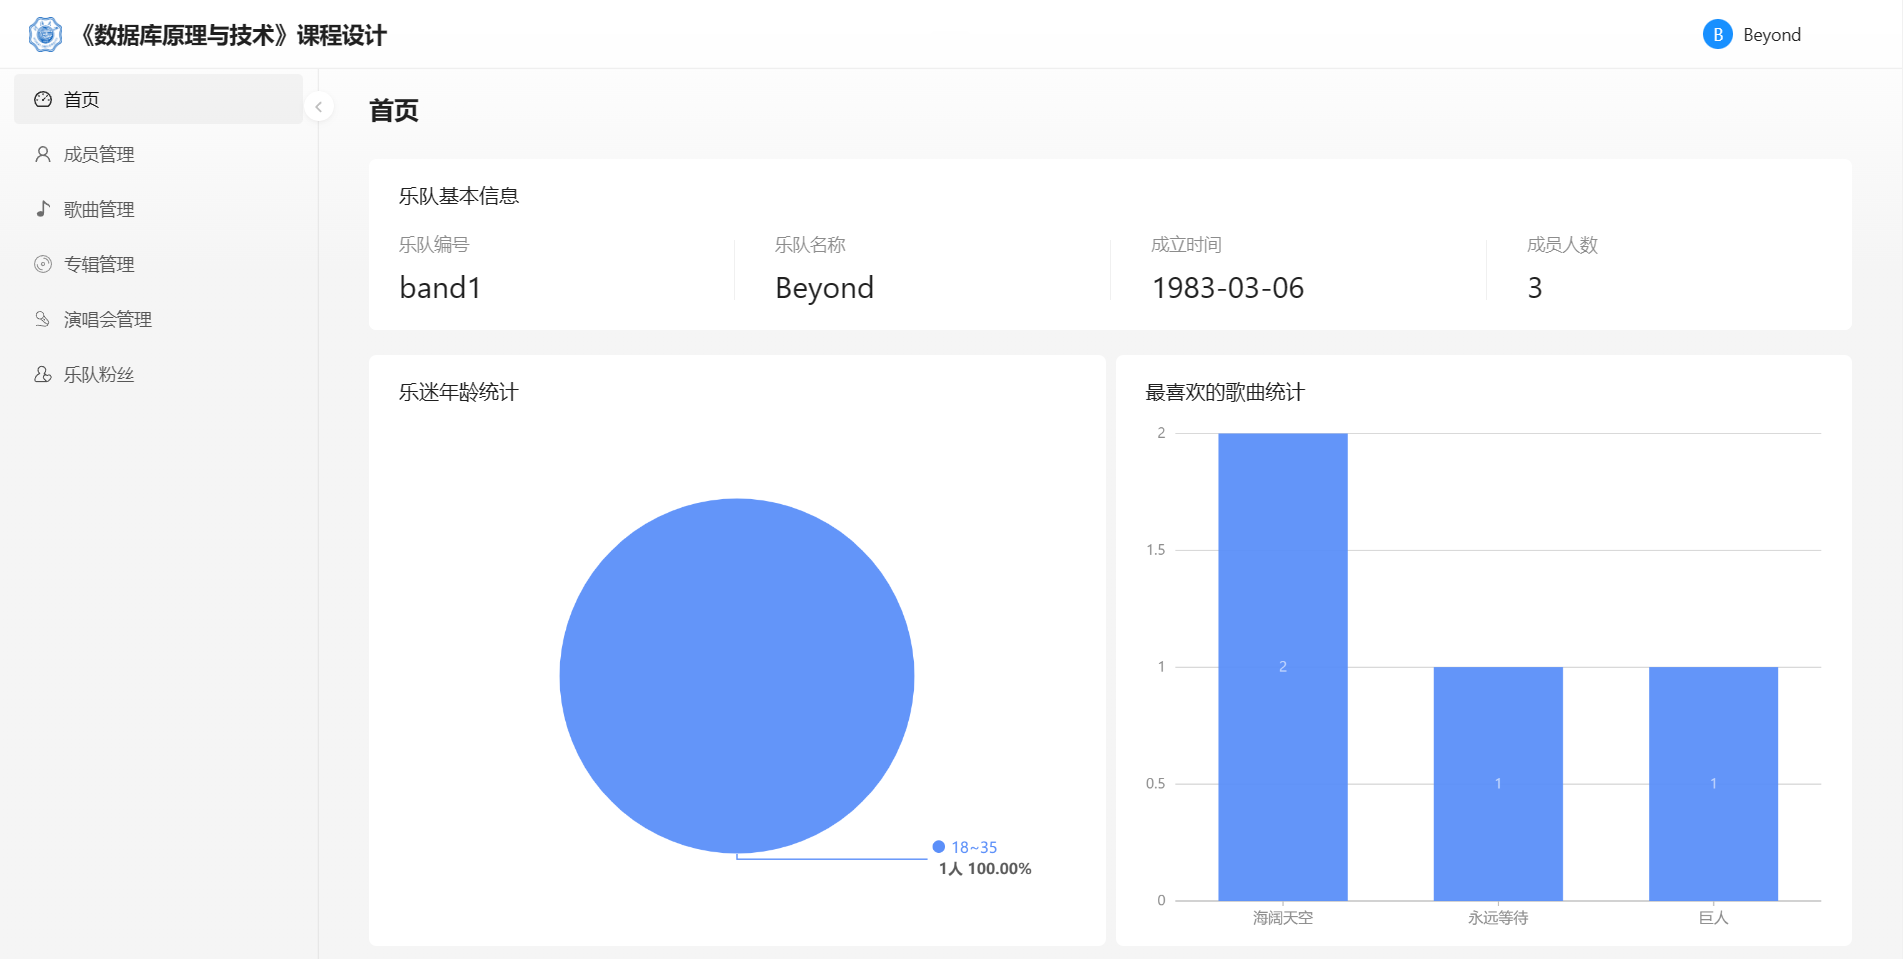 《数据库原理与技术》课程设计
B Beyond
首页
成员管理
歌曲管理
专辑管理
演唱会管理
乐队粉丝
首页
乐队基本信息
乐队编号
band1
乐队名称
Beyond
成立时间
1983-03-06
成员人数
3
乐迷年龄统计
18~35
1人 100.00%
最喜欢的歌曲统计
2
1.5
1
0.5
0
2
1
1
海阔天空
永远等待
巨人